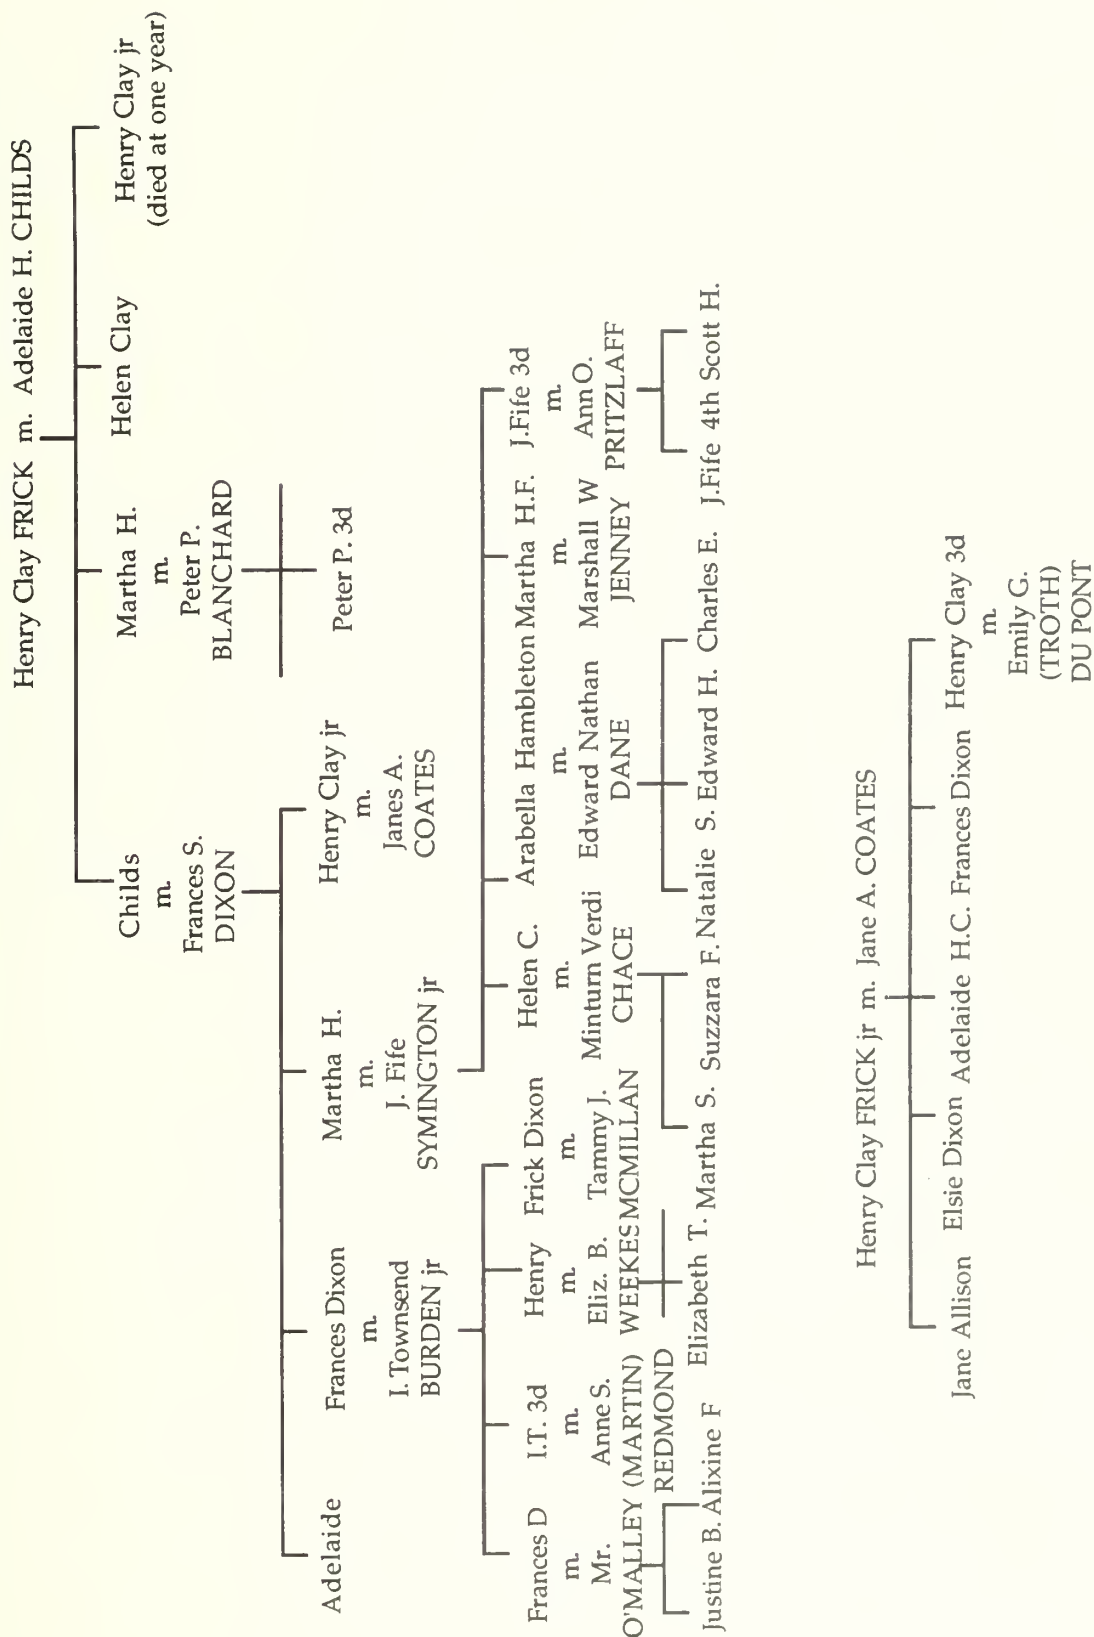 Henry Clay FRICK m. Adelaide H. CHILDS
Childs
m.
Frances S.
DIXON
Martha H.
m.
Peter P.
BLANCHARD
Helen Clay
Henry Clay jr
(died at one year)
Adelaide
Frances Dixon
m.
I. Townsend
BURDEN jr
Martha H.
m.
J. Fife
SYMINGTON jr
Henry Clay jr
m.
Janes A.
COATES
Peter P. 3d
Frances D
m.
Mr.
O'MALLEY
I.T. 3d
m.
Anne S.
(MARTIN)
REDMOND
Henry
m.
Eliz. B.
WEEKES
Frick Dixon
m.
Tammy J.
MCMILLAN
Helen C.
m.
Minturn Verdi
CHACE
Arabella Hambleton
m.
Edward Nathan
DANE
Martha H.F.
m.
Marshall W
JENNEY
J.Fife 3d
m.
Ann O.
PRITZLAFF
Justine B. Alixine F
Elizabeth T.
Martha S. Suzzara F.
Natalie S. Edward H. Charles E.
J.Fife 4th Scott H.
Henry Clay FRICK jr m. Jane A. COATES
Jane Allison
Elsie Dixon
Adelaide H.C.
Frances Dixon
Henry Clay 3d
m.
Emily G.
(TROTH)
DU PONT